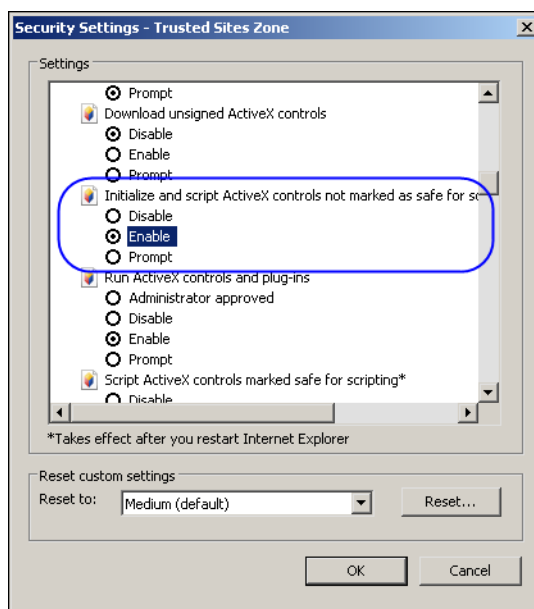 Security Settings - Trusted Sites Zone
Settings
Prompt
Download unsigned ActiveX controls
Disable
Enable
Prompt
Initialize and script ActiveX controls not marked as safe for sc
Disable
Enable
Prompt
Run ActiveX controls and plug-ins
Administrator approved
Disable
Enable
Prompt
Script ActiveX controls marked safe for scripting*
Disable
*Takes effect after you restart Internet Explorer
Reset custom settings
Reset to: Medium (default) Reset...
OK Cancel